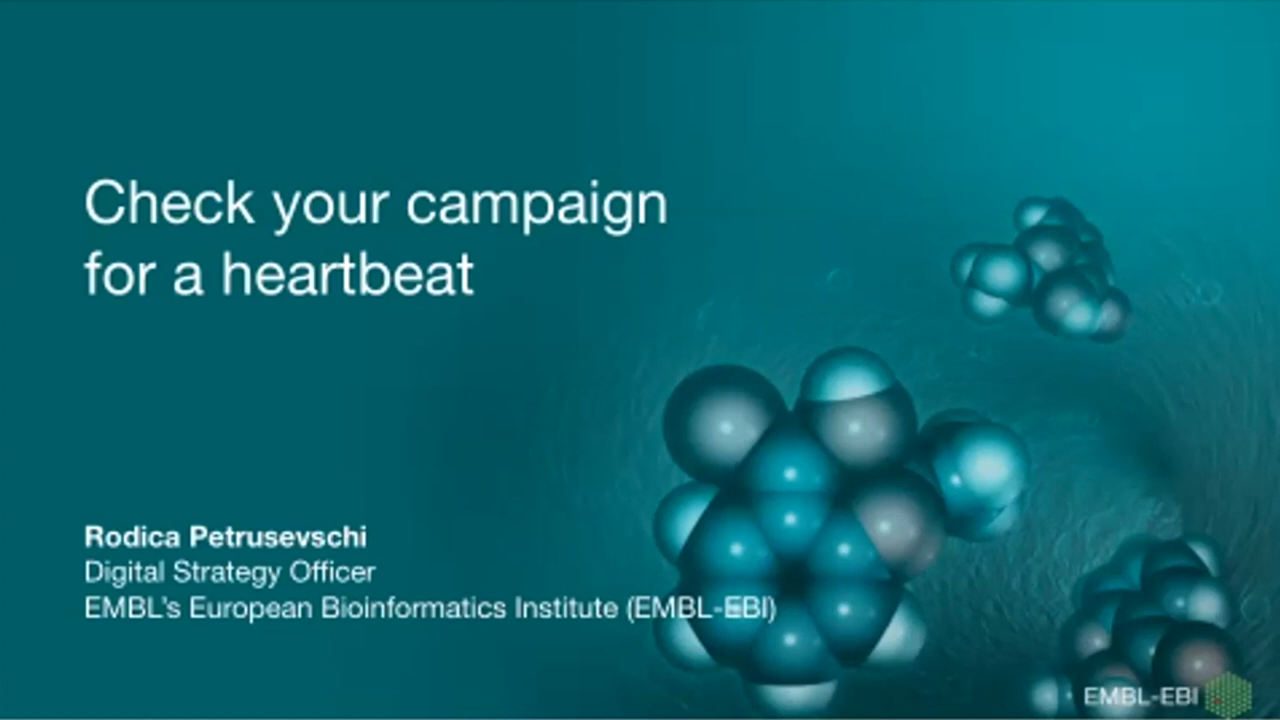 Check your campaign
for a heartbeat
Rodica Petrusevschi
Digital Strategy Officer
EMBL's European Bioinformatics Institute (EMBL-EBI)
EMBL-EBI